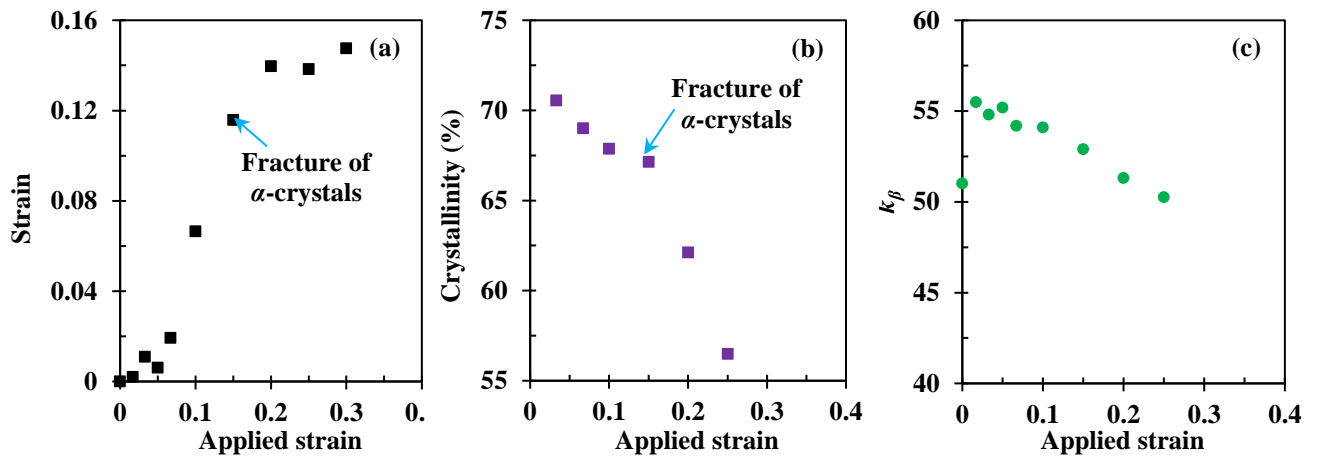 0.16
0.12
0.08
0.04
0
Strain
(a)
Fracture of
α-crystals
0
0.1
0.2
0.3
0.
Applied strain
75
70
65
60
55
Crystallinity (%)
(b)
Fracture of
α-crystals
0
0.1
0.2
0.3
0.4
Applied strain
60
55
50
45
40
κβ
(c)
0
0.1
0.2
0.3
0.4
Applied strain